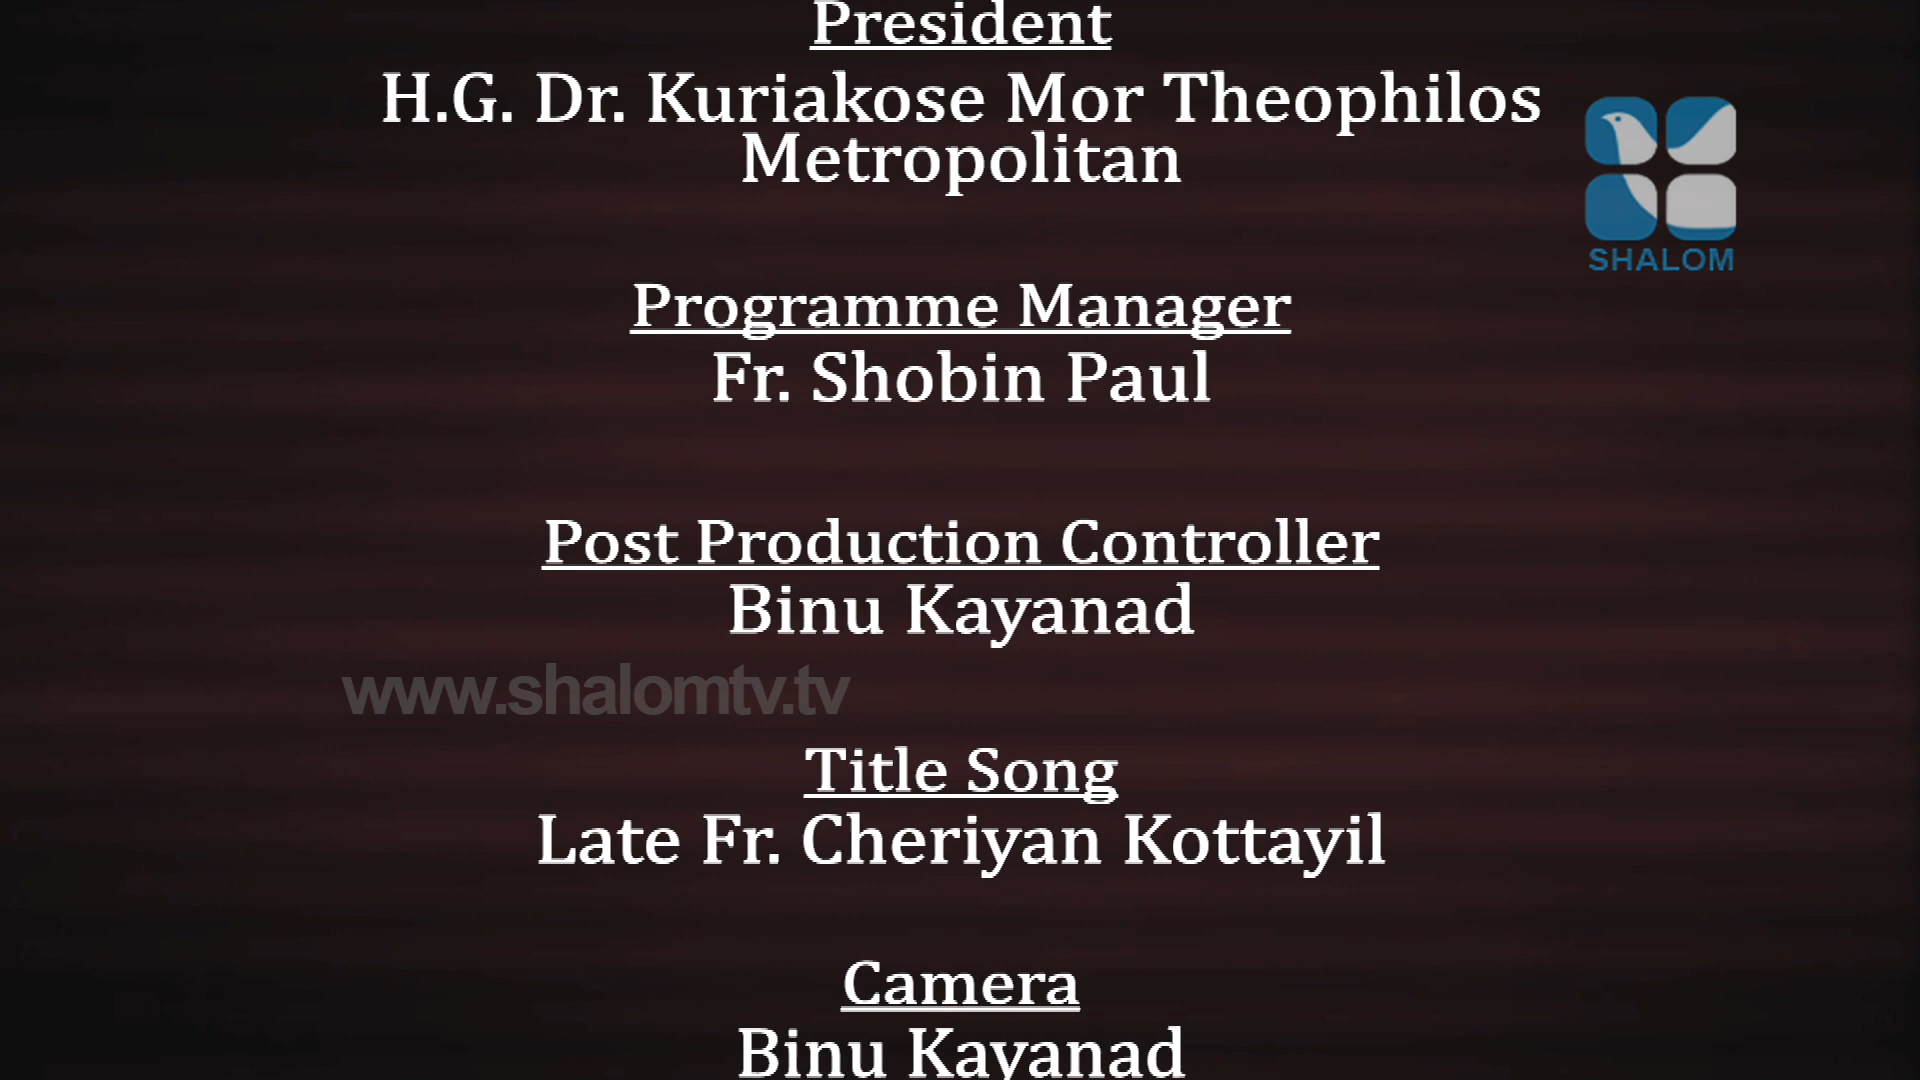 President
H.G. Dr. Kuriakose Mor Theophilos
Metropolitan
SHALOM
Programme Manager
Fr. Shobin Paul
Post Production Controller
Binu Kayanad
www.shalomtv.tv
Title Song
Late Fr. Cheriyan Kottayil
Camera
Binu Kayanad